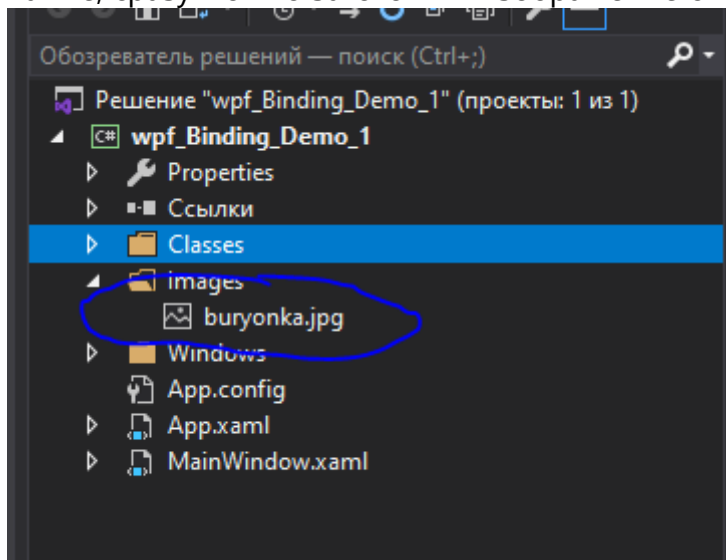 Обозреватель решений — поиск (Ctrl+;)
Решение "wpf_Binding_Demo_1" (проекты: 1 из 1)
C# wpf_Binding_Demo_1
Properties
Ссылки
Classes
images
buryonka.jpg
Windows
App.config
App.xaml
MainWindow.xaml